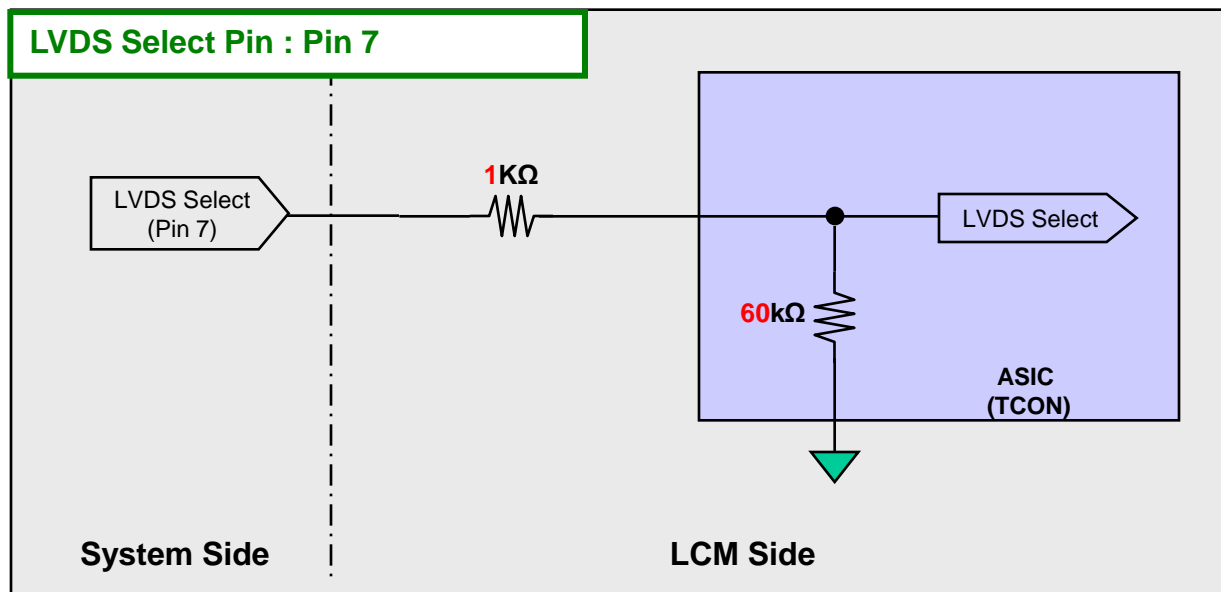 LVDS Select Pin : Pin 7
1KΩ
LVDS Select
(Pin 7)
LVDS Select
60kΩ
ASIC
(TCON)
System Side
LCM Side